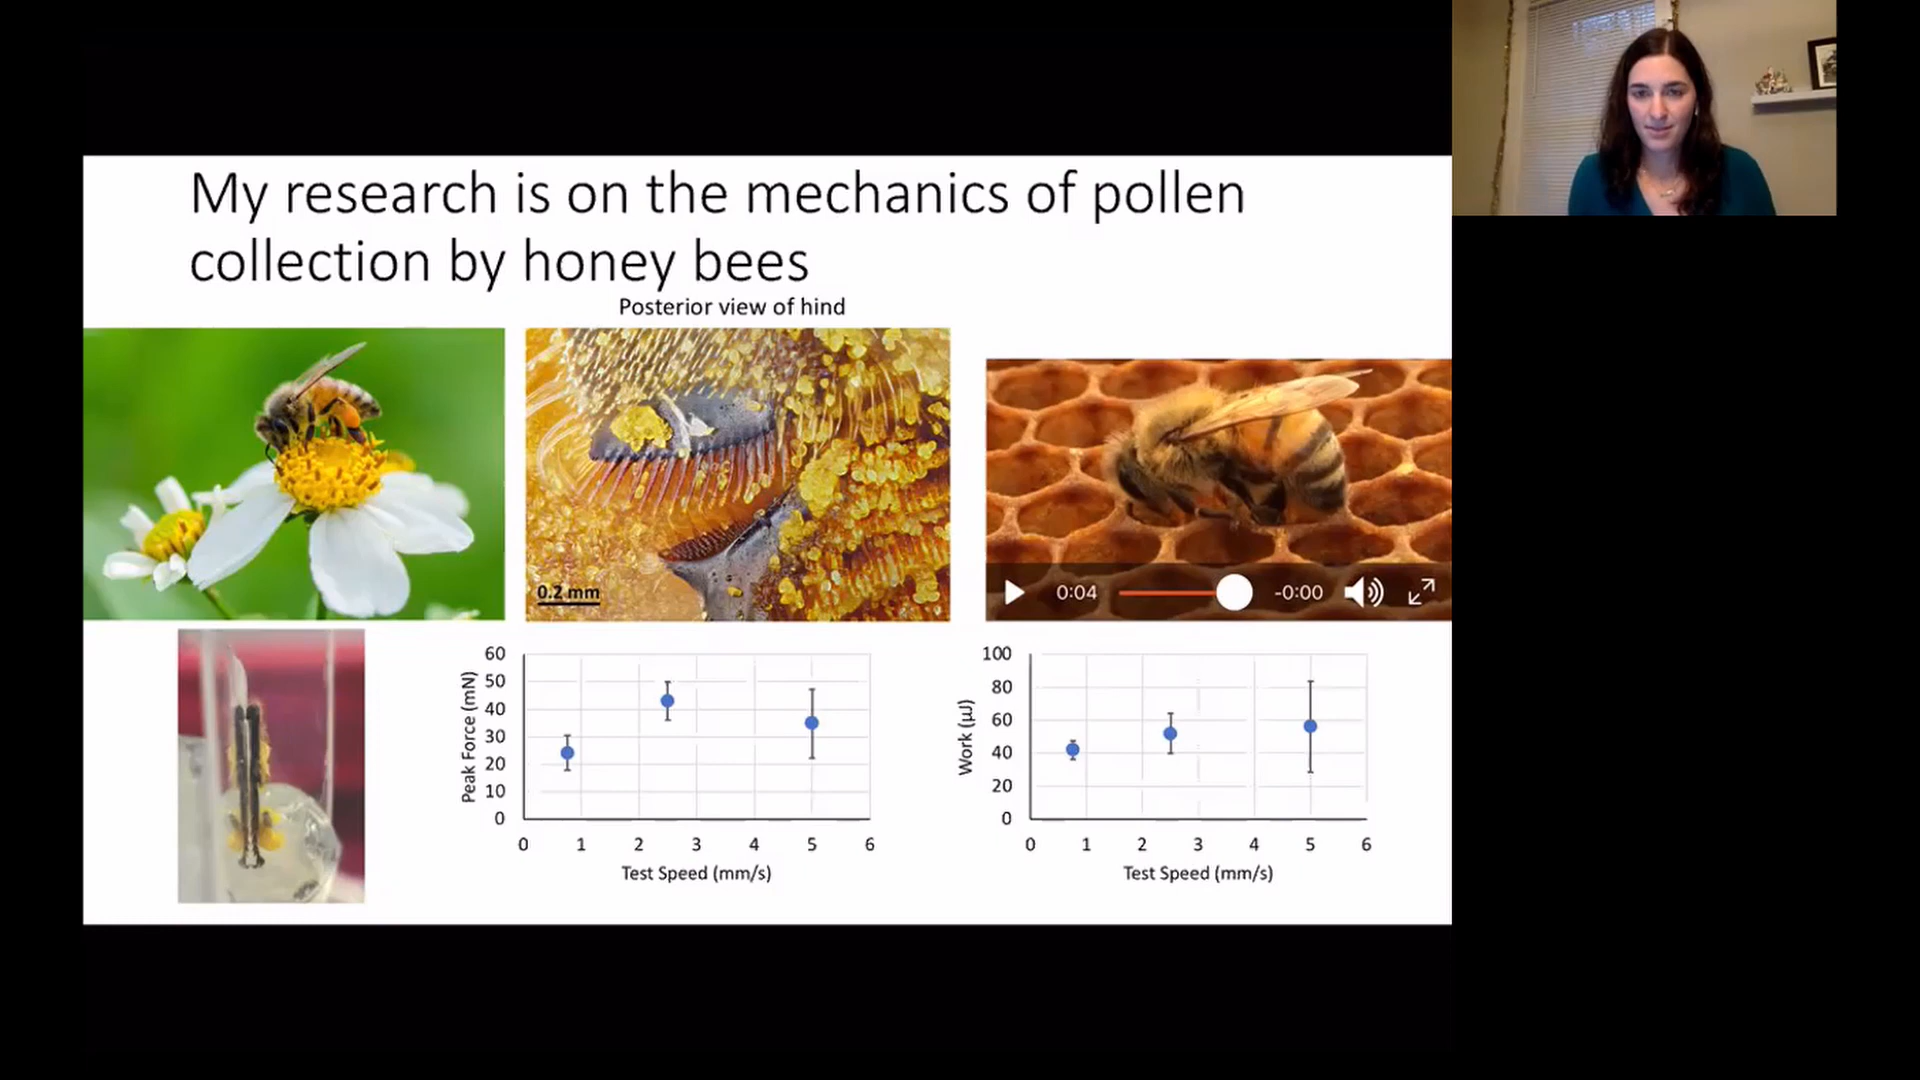 My research is on the mechanics of pollen
collection by honey bees
Posterior view of hind
0.2 mm
0:04
-0:00
60
50
40
30
20
10
0
Peak Force (mN)
0 1 2 3 4 5 6
Test Speed (mm/s)
100
80
60
40
20
0
Work (µJ)
0 1 2 3 4 5 6
Test Speed (mm/s)